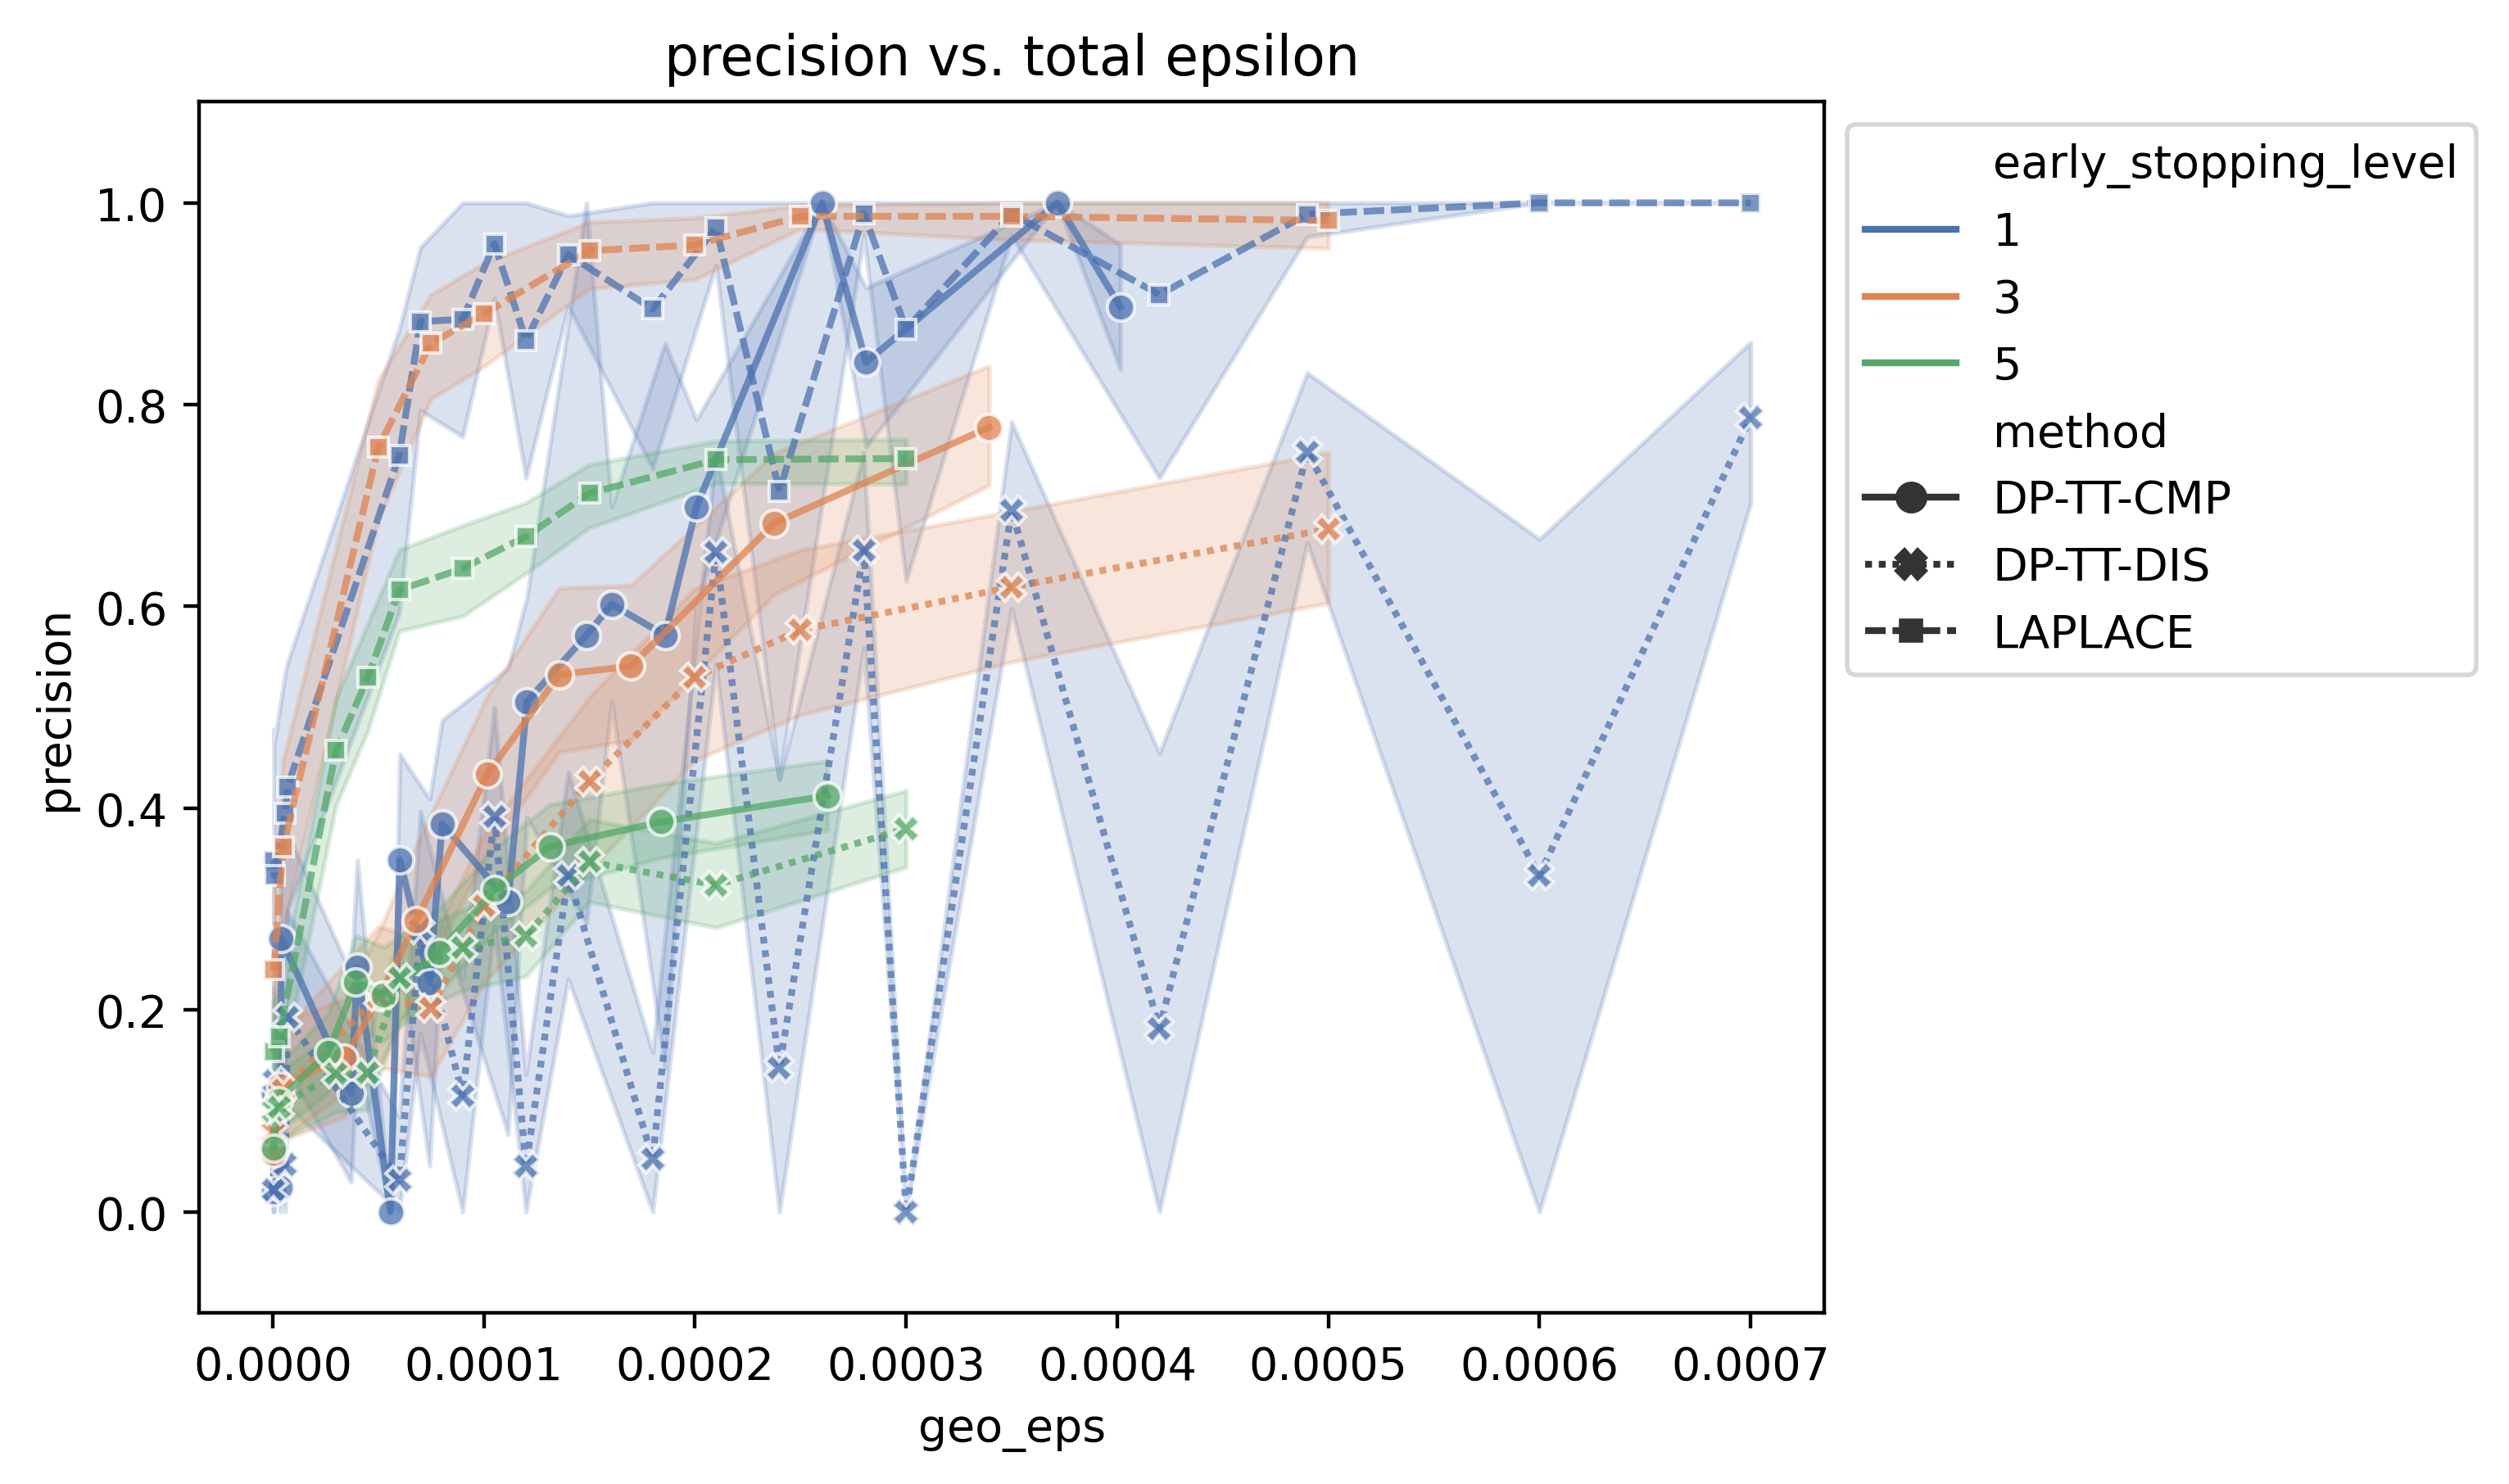 precision vs. total epsilon
early_stopping_level
1
3
5
method
DP-TT-CMP
DP-TT-DIS
LAPLACE
precision
1.0
0.8
0.6
0.4
0.2
0.0
0.0000 0.0001 0.0002 0.0003 0.0004 0.0005 0.0006 0.0007
geo_eps